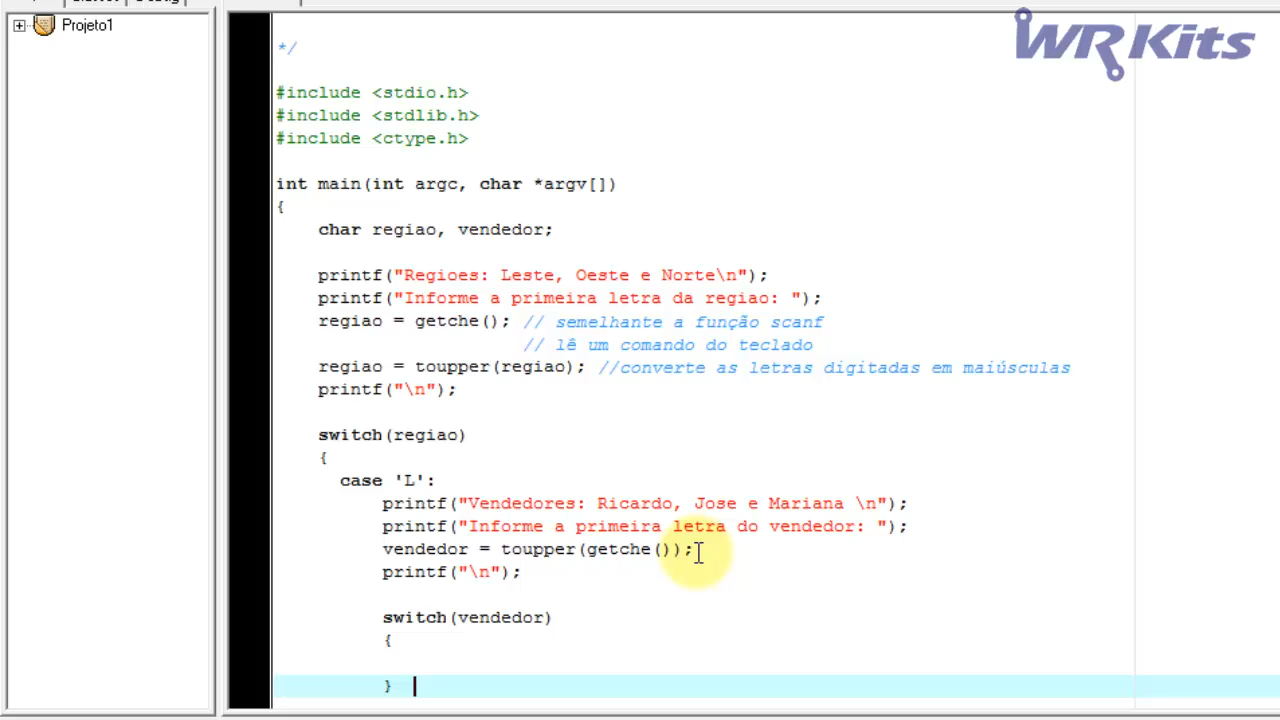 Projeto1
WR Kits
*/
#include <stdio.h>
#include <stdlib.h>
#include <ctype.h>
int main(int argc, char *argv[])
{
char regiao, vendedor;
printf("Regioes: Leste, Oeste e Norte\n");
printf("Informe a primeira letra da regiao: ");
regiao = getche(); // semelhante a função scanf
// lê um comando do teclado
regiao = toupper(regiao); //converte as letras digitadas em maiúsculas
printf("\n");
switch(regiao)
{
case 'L':
printf("Vendedores: Ricardo, Jose e Mariana \n");
printf("Informe a primeira letra do vendedor: ");
vendedor = toupper(getche());
printf("\n");
switch(vendedor)
{
}